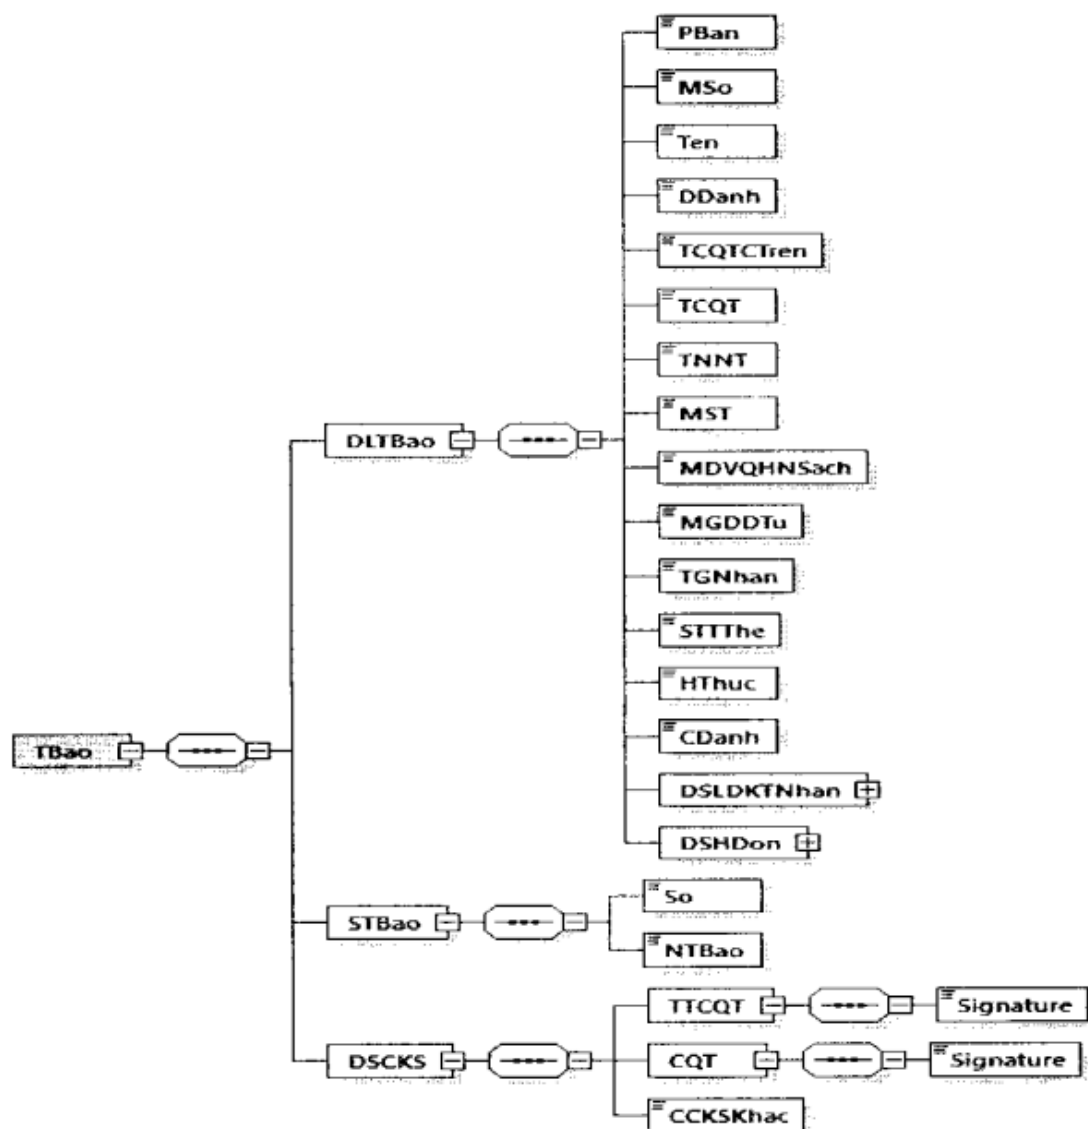 PBan
MSo
Ten
DDanh
TCQTCTren
TCQT
TNNT
MST
DLTBao
MDVQHNSach
MGDDTu
TGNhan
STTThe
HThuc
CDanh
TBao
DSLDKTNhan
DSHDon
So
STBao
NTBao
TTCQT Signature
DSCKS CQT Signature
CCKSKhac